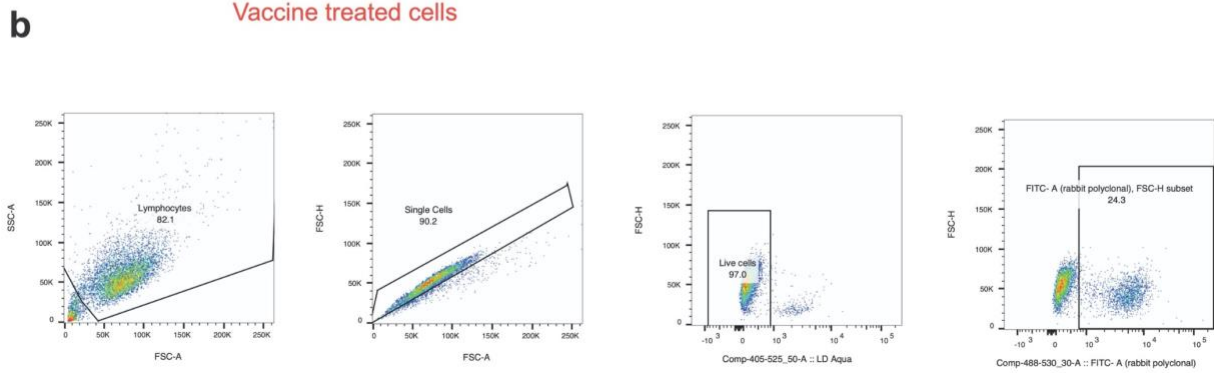 b
Vaccine treated cells
250K
200K
150K
100K
50K
0
SSC-A
Lymphocytes
82.1
0 50K 100K 150K 200K 250K
FSC-A
250K
200K
150K
100K
50K
0
FSC-H
Single Cells
90.2
0 50K 100K 150K 200K 250K
FSC-A
250K
200K
150K
100K
50K
0
FSC-H
Live cells
97.0
-10 3 0 10 3 10 4 10 5
Comp-405-525_50-A :: LD Aqua
250K
200K
150K
100K
50K
0
FSC-H
FITC- A (rabbit polyclonal), FSC-H subset
24.3
-10 3 0 10 3 10 4 10 5
Comp-488-530_30-A :: FITC- A (rabbit polyclonal)